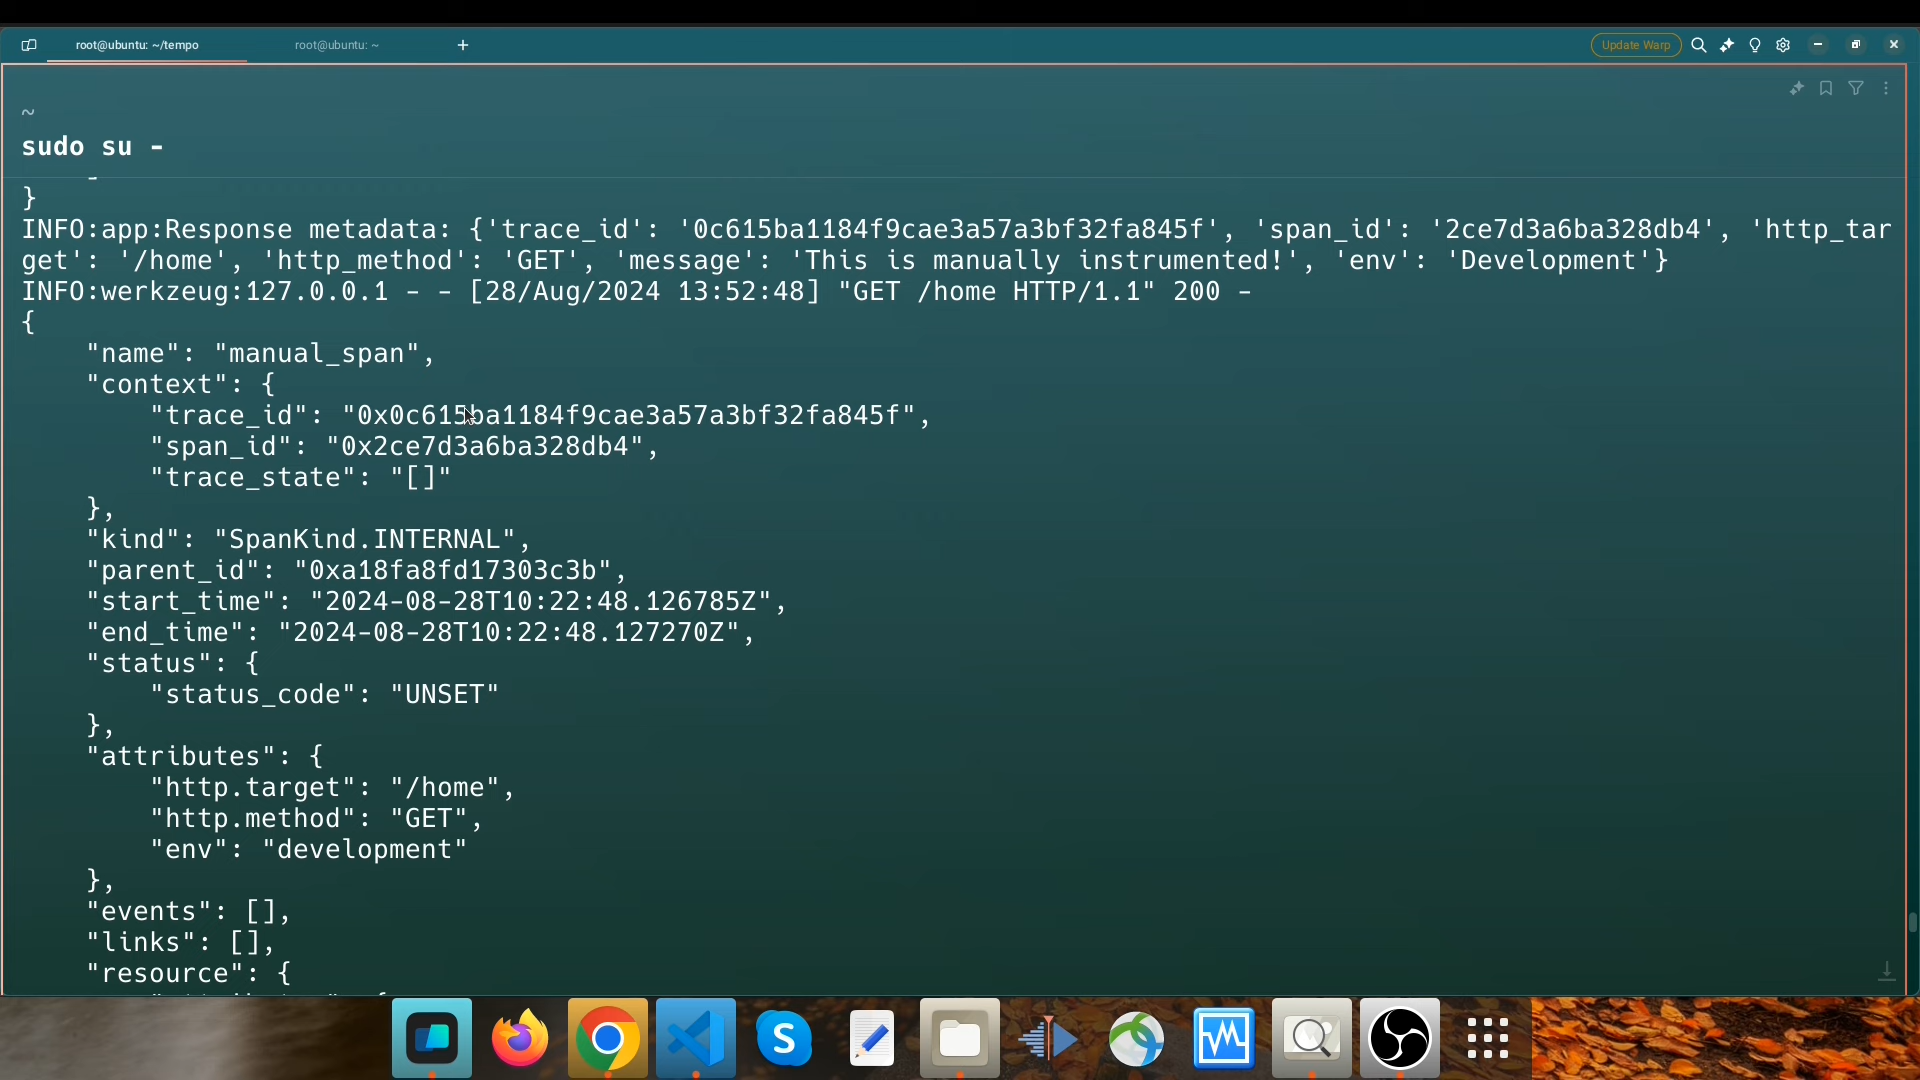 root@ubuntu: ~/tempo
root@ubuntu: ~
+
Update Warp
~
sudo su -
}
INFO:app:Response metadata: {'trace_id': '0c615ba1184f9cae3a57a3bf32fa845f', 'span_id': '2ce7d3a6ba328db4', 'http_tar
get': '/home', 'http_method': 'GET', 'message': 'This is manually instrumented!', 'env': 'Development'}
INFO:werkzeug:127.0.0.1 - - [28/Aug/2024 13:52:48] "GET /home HTTP/1.1" 200 -
{
    "name": "manual_span",
    "context": {
        "trace_id": "0x0c615ba1184f9cae3a57a3bf32fa845f",
        "span_id": "0x2ce7d3a6ba328db4",
        "trace_state": "[]"
    },
    "kind": "SpanKind.INTERNAL",
    "parent_id": "0xa18fa8fd17303c3b",
    "start_time": "2024-08-28T10:22:48.126785Z",
    "end_time": "2024-08-28T10:22:48.127270Z",
    "status": {
        "status_code": "UNSET"
    },
    "attributes": {
        "http.target": "/home",
        "http.method": "GET",
        "env": "development"
    },
    "events": [],
    "links": [],
    "resource": {
S